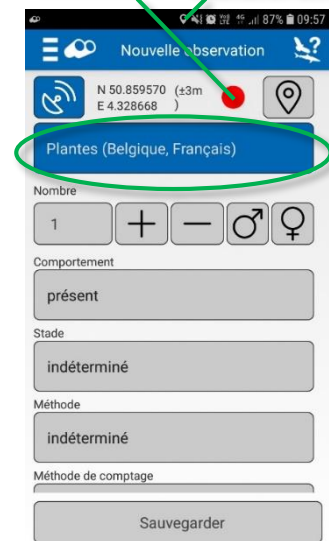 87% 09:57
Nouvelle observation
N 50.859570 (±3m
E 4.328668 )
Plantes (Belgique, Français)
Nombre
1
Comportement
présent
Stade
indéterminé
Méthode
indéterminé
Méthode de comptage
Sauvegarder